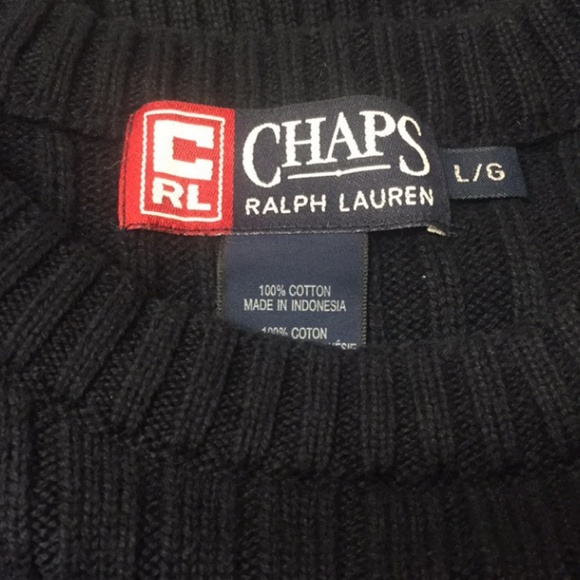 C
RL
CHAPS
RALPH LAUREN
L/G
100% COTTON
MADE IN INDONESIA
100% COTON